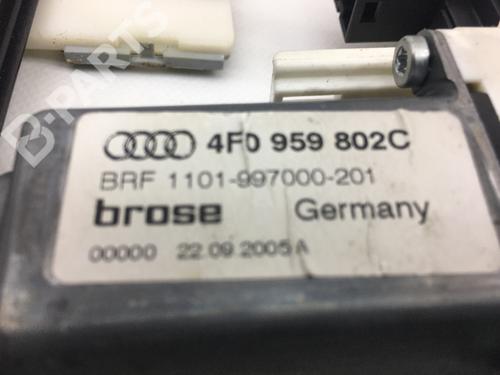 4F0 959 802C
BRF 1101-997000-201
brose Germany
00000 22.09.2005 A
B-PARTS